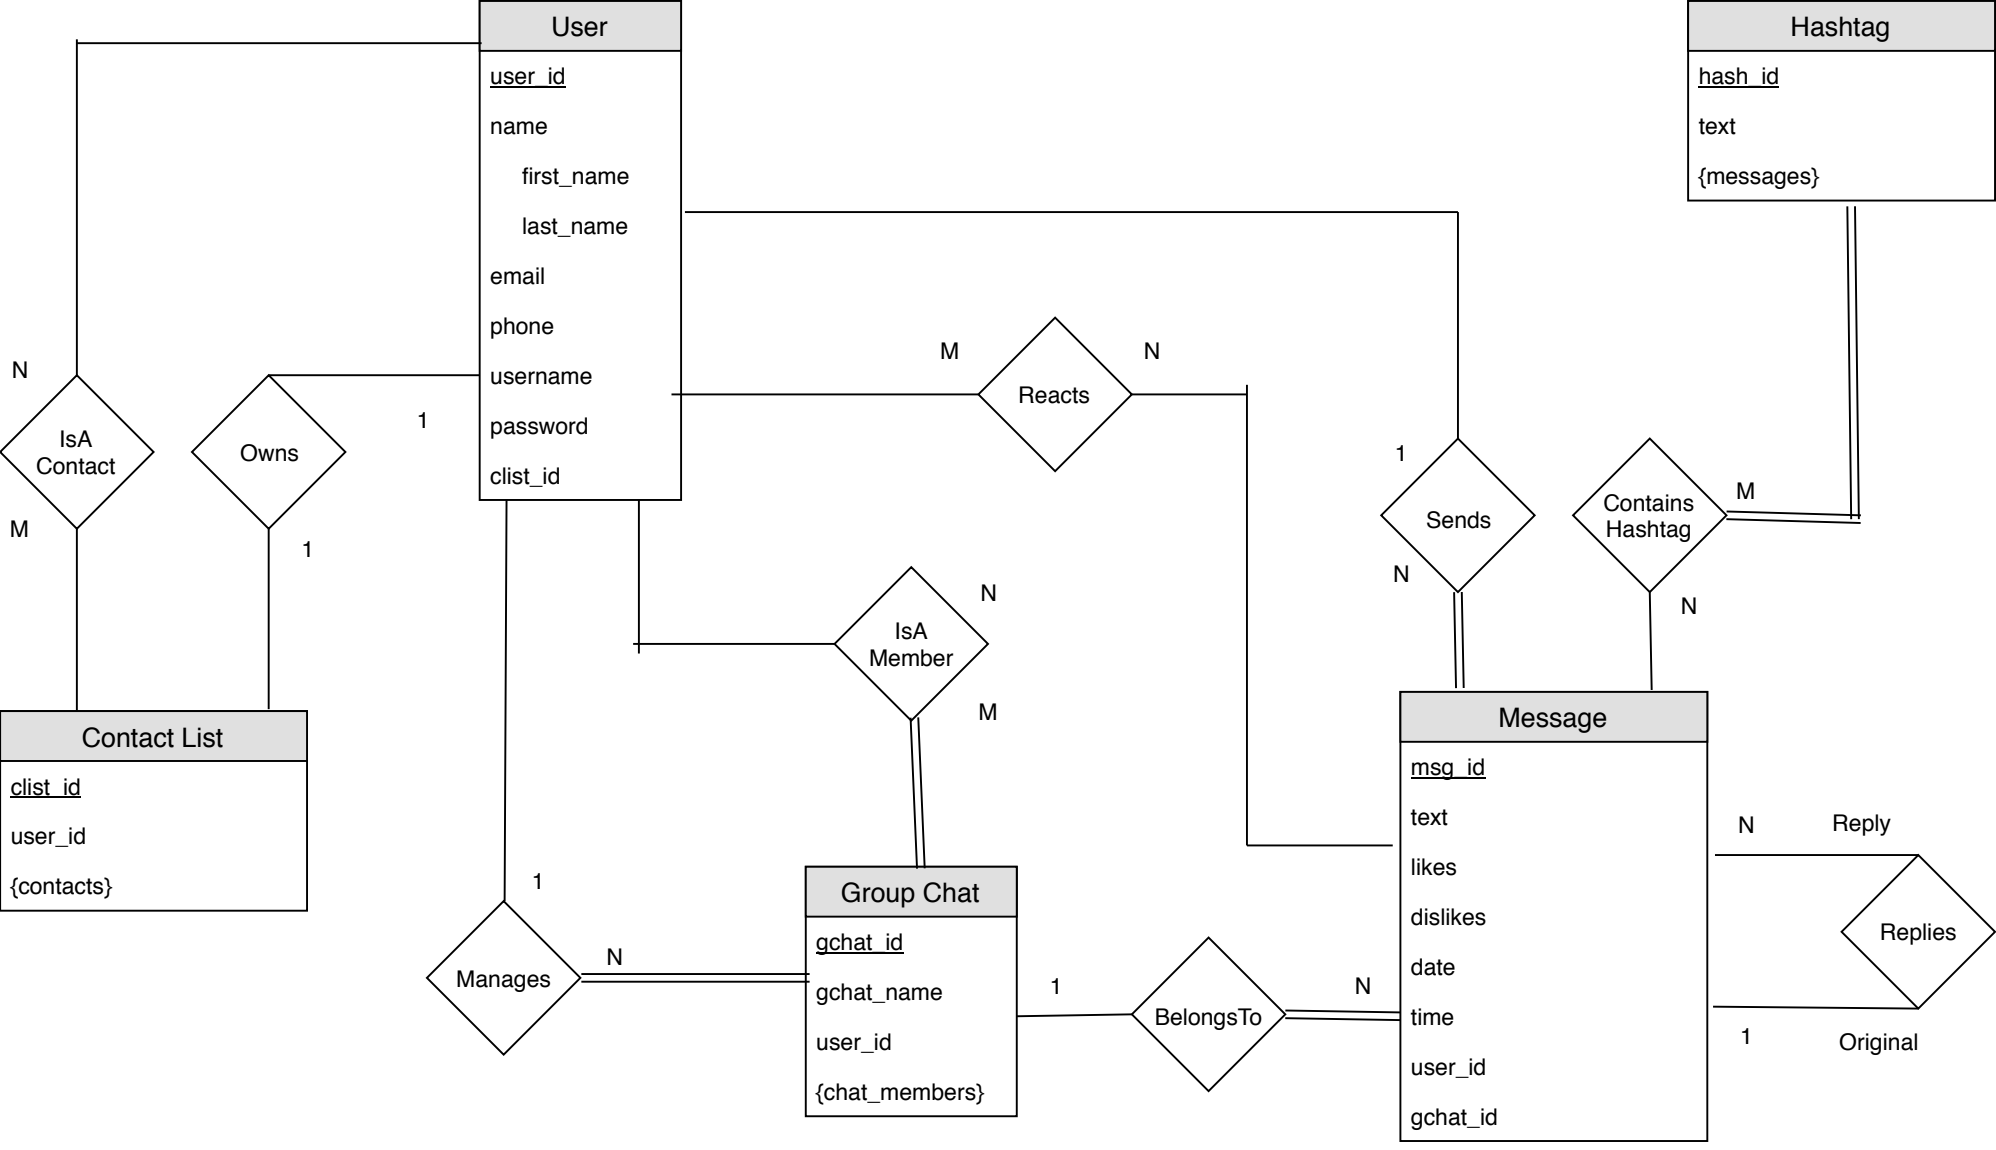 User
user_id
name
first_name
last_name
email
phone
username
password
clist_id
Hashtag
hash_id
text
{messages}
N
IsA
Contact
M
Owns
1
1
M
Reacts
N
1
Sends
N
Contains
Hashtag
M
N
IsA
Member
N
M
Contact List
clist_id
user_id
{contacts}
1
Manages
N
Group Chat
gchat_id
gchat_name
user_id
{chat_members}
1
BelongsTo
N
Message
msg_id
text
likes
dislikes
date
time
user_id
gchat_id
N
Reply
Replies
1
Original